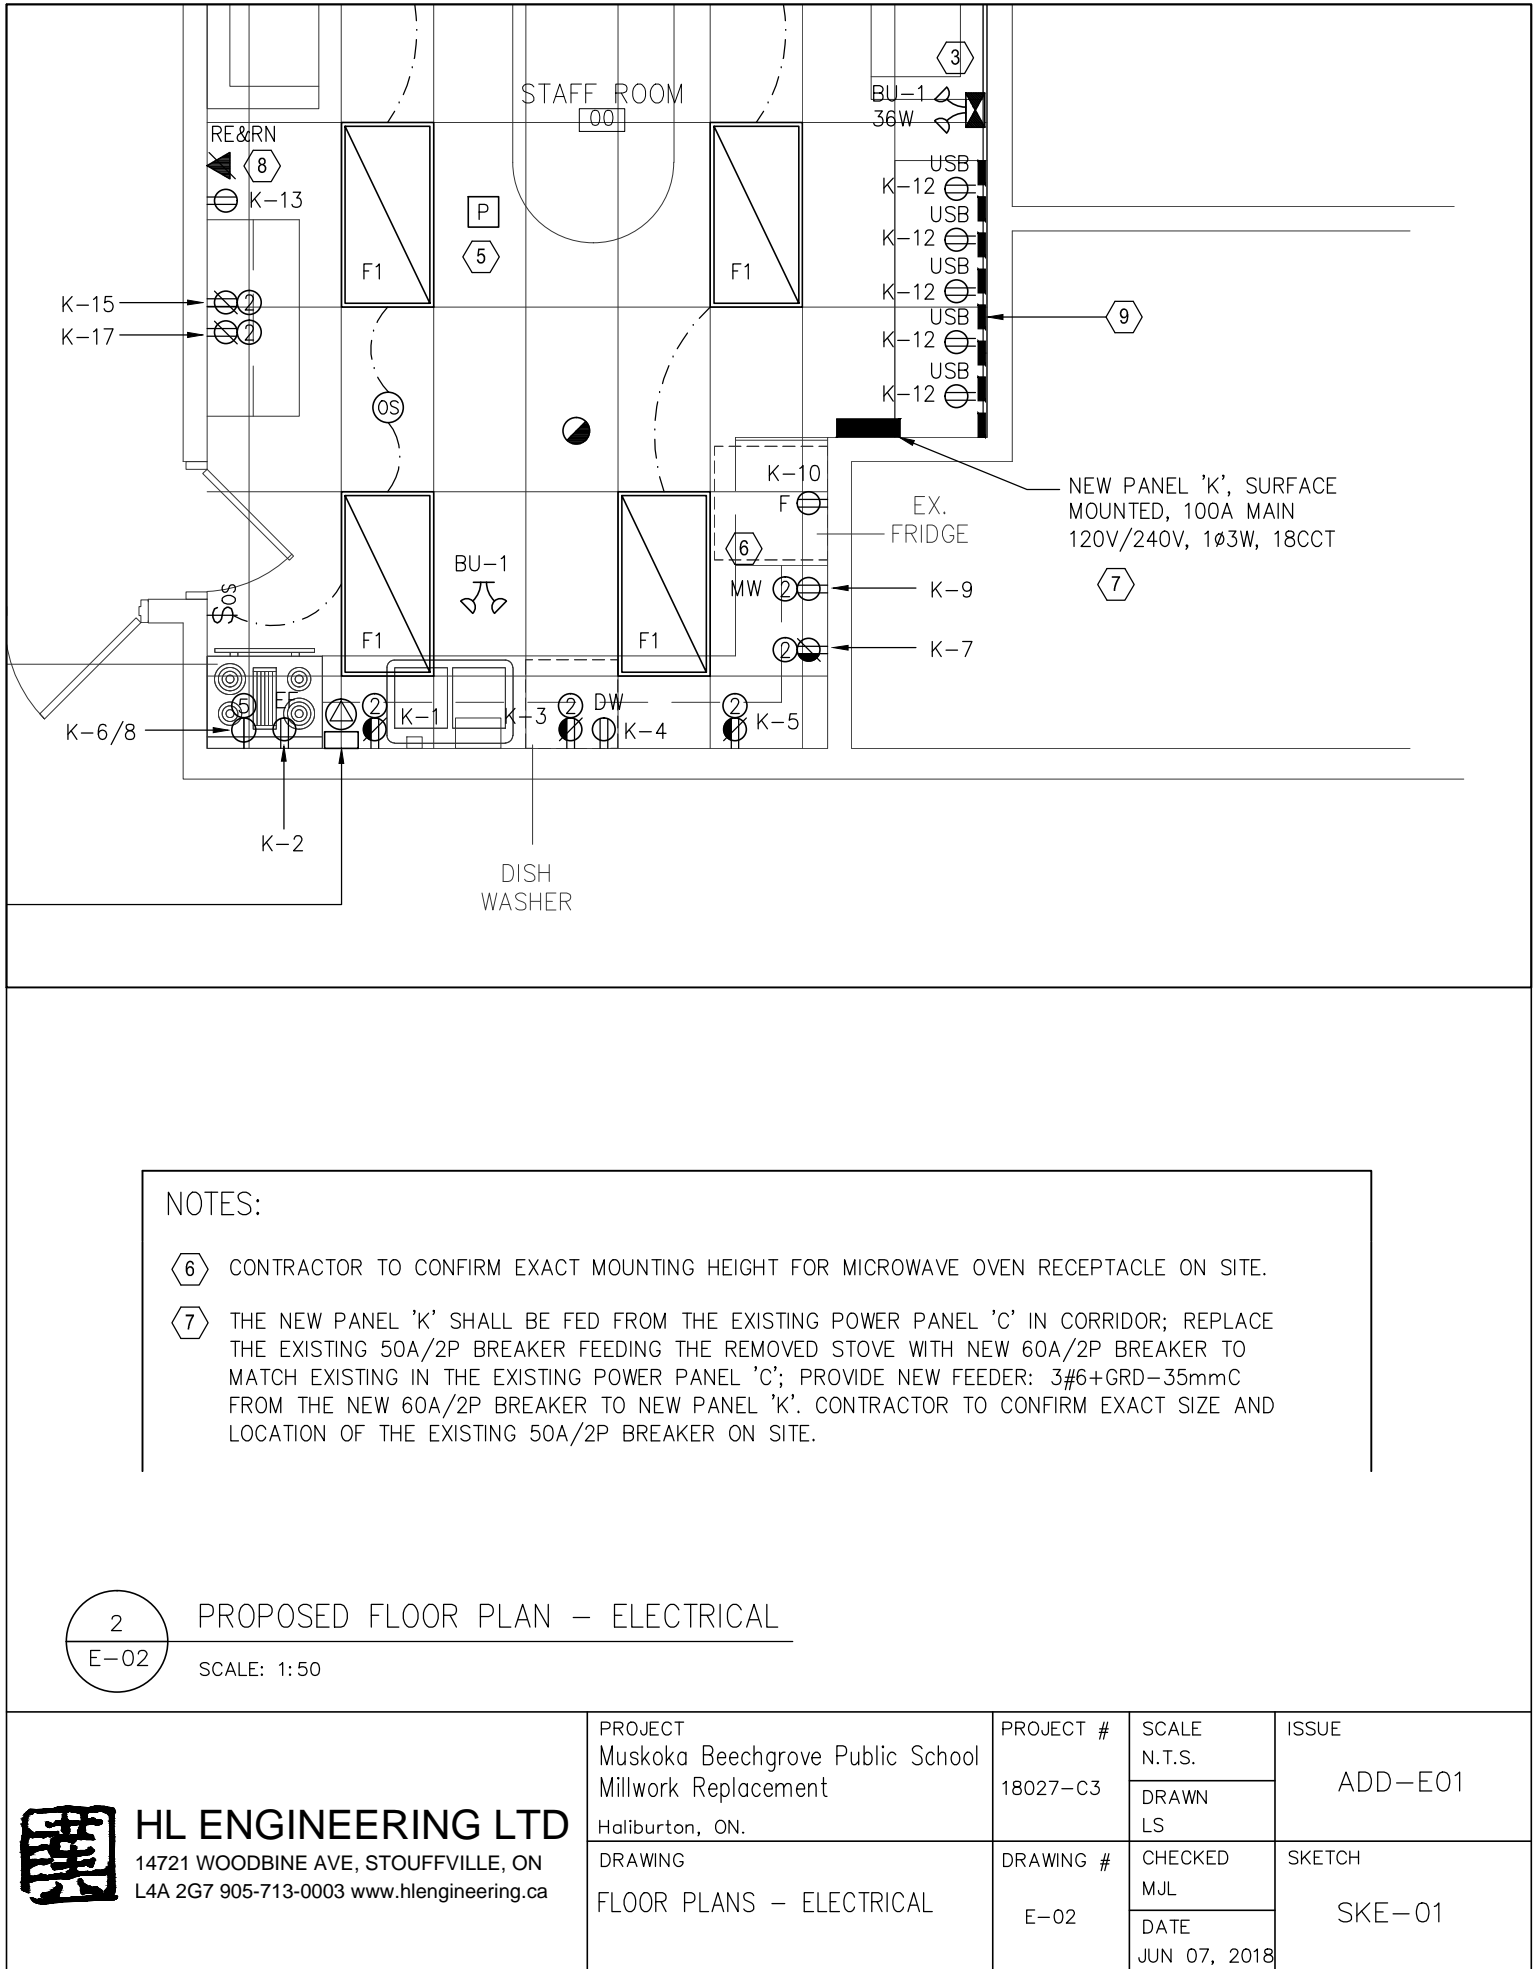 3
STAFF ROOM
00
BU-1
36W
RE&RN
8
K-13
P
5
F1
F1
USB
K-12
USB
K-12
USB
K-12
USB
K-12
USB
K-12
9
K-15
2
K-17
2
OS
K-10
F
EX.
FRIDGE
NEW PANEL 'K', SURFACE
MOUNTED, 100A MAIN
120V/240V, 1ø3W, 18CCT
7
6
BU-1
MW
2
K-9
SOS
F1
F1
2
K-7
5
EF
2
K-1
K-3
2
DW
K-4
2
K-5
K-6/8
K-2
DISH
WASHER
NOTES:
6 CONTRACTOR TO CONFIRM EXACT MOUNTING HEIGHT FOR MICROWAVE OVEN RECEPTACLE ON SITE.
7 THE NEW PANEL 'K' SHALL BE FED FROM THE EXISTING POWER PANEL 'C' IN CORRIDOR; REPLACE
THE EXISTING 50A/2P BREAKER FEEDING THE REMOVED STOVE WITH NEW 60A/2P BREAKER TO
MATCH EXISTING IN THE EXISTING POWER PANEL 'C'; PROVIDE NEW FEEDER: 3#6+GRD-35mmC
FROM THE NEW 60A/2P BREAKER TO NEW PANEL 'K'. CONTRACTOR TO CONFIRM EXACT SIZE AND
LOCATION OF THE EXISTING 50A/2P BREAKER ON SITE.
2
E-02
PROPOSED FLOOR PLAN - ELECTRICAL
SCALE: 1:50
HL ENGINEERING LTD
14721 WOODBINE AVE, STOUFFVILLE, ON
L4A 2G7 905-713-0003 www.hlengineering.ca
PROJECT
Muskoka Beechgrove Public School
Millwork Replacement
Haliburton, ON.
DRAWING
FLOOR PLANS - ELECTRICAL
PROJECT #
18027-C3
DRAWING #
E-02
SCALE
N.T.S.
DRAWN
LS
CHECKED
MJL
DATE
JUN 07, 2018
ISSUE
ADD-E01
SKETCH
SKE-01